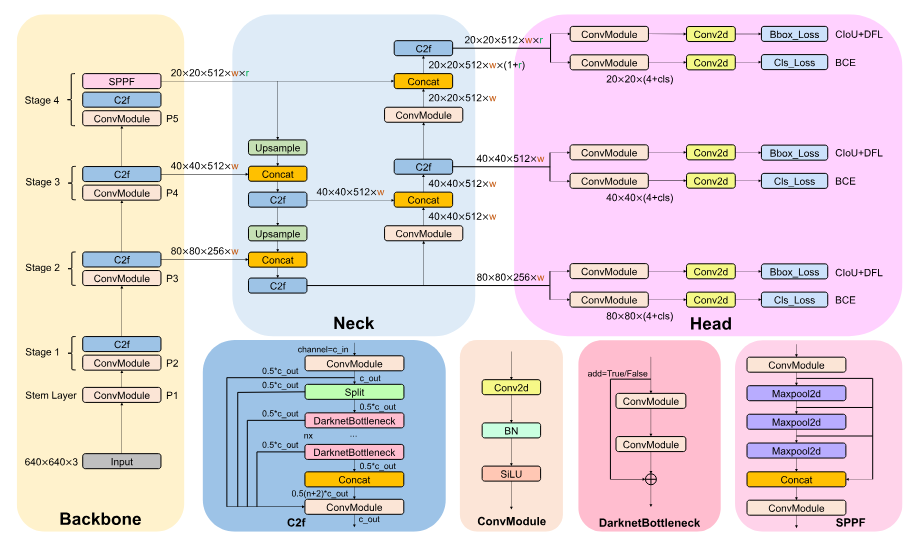 SPPF
Stage 4
C2f
ConvModule
P5
20×20×512×w×r
Stage 3
C2f
ConvModule
P4
40×40×512×w
Stage 2
C2f
ConvModule
P3
80×80×256×w
Stage 1
C2f
ConvModule
P2
Stem Layer
ConvModule
P1
640×640×3
Input
Backbone
C2f
20×20×512×w×r
20×20×512×w×(1+r)
Concat
20×20×512×w
ConvModule
Upsample
Concat
C2f
40×40×512×w
Upsample
Concat
C2f
C2f
40×40×512×w
40×40×512×w
Concat
40×40×512×w
ConvModule
80×80×256×w
Neck
ConvModule
Conv2d
Bbox_Loss
CIoU+DFL
ConvModule
Conv2d
Cls_Loss
BCE
20×20×(4+cls)
ConvModule
Conv2d
Bbox_Loss
CIoU+DFL
ConvModule
Conv2d
Cls_Loss
BCE
40×40×(4+cls)
ConvModule
Conv2d
Bbox_Loss
CIoU+DFL
ConvModule
Conv2d
Cls_Loss
BCE
80×80×(4+cls)
Head
channel=c_in
ConvModule
0.5*c_out
c_out
0.5*c_out
Split
0.5*c_out
0.5*c_out
DarknetBottleneck
nx
...
0.5*c_out
DarknetBottleneck
0.5*c_out
Concat
0.5(n+2)*c_out
ConvModule
C2f
c_out
Conv2d
BN
SiLU
ConvModule
add=True/False
ConvModule
ConvModule
DarknetBottleneck
ConvModule
Maxpool2d
Maxpool2d
Maxpool2d
Concat
ConvModule
SPPF